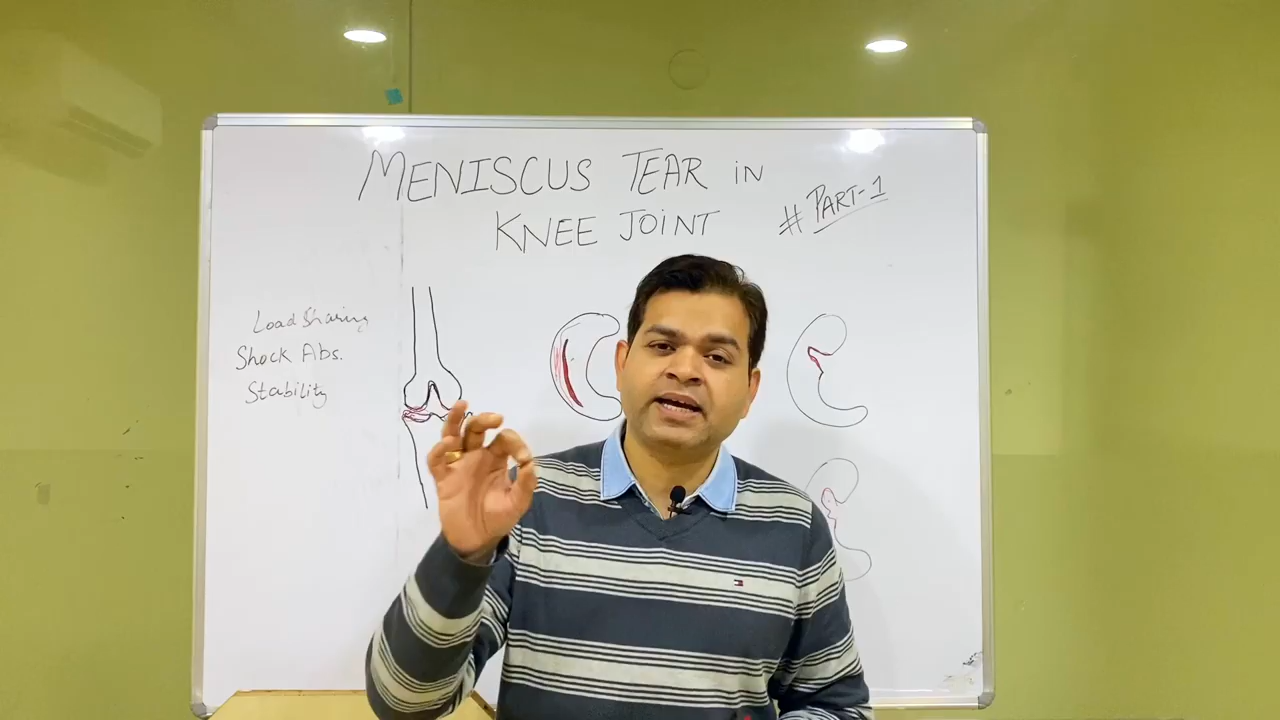 MENISCUS TEAR in
KNEE JOINT
# PART-1
Load Sharing
Shock Abs.
Stability